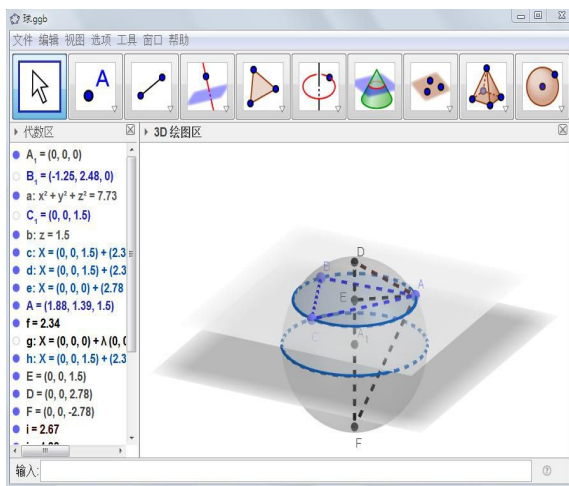 球.ggb
文件 编辑 视图 选项 工具 窗口 帮助
A
代数区
3D 绘图区
A₁ = (0, 0, 0)
B₁ = (-1.25, 2.48, 0)
a: x² + y² + z² = 7.73
C₁ = (0, 0, 1.5)
b: z = 1.5
c: X = (0, 0, 1.5) + (2.3
d: X = (0, 0, 1.5) + (2.3
e: X = (0, 0, 0) + (2.78
A = (1.88, 1.39, 1.5)
f = 2.34
g: X = (0, 0, 0) + λ (0, 0
h: X = (0, 0, 1.5) + (2.3
E = (0, 0, 1.5)
D = (0, 0, 2.78)
F = (0, 0, -2.78)
i = 2.67
D
B
A
E
C
A₁
F
输入: